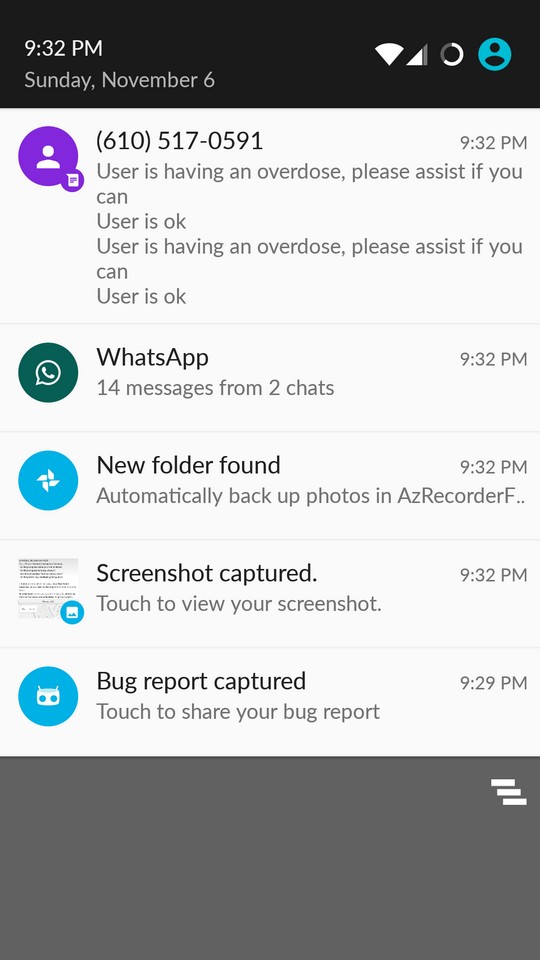 9:32 PM
Sunday, November 6
(610) 517-0591
9:32 PM
User is having an overdose, please assist if you
can
User is ok
User is having an overdose, please assist if you
can
User is ok
WhatsApp
9:32 PM
14 messages from 2 chats
New folder found
9:32 PM
Automatically back up photos in AzRecorderF..
Screenshot captured.
9:32 PM
Touch to view your screenshot.
Bug report captured
9:29 PM
Touch to share your bug report